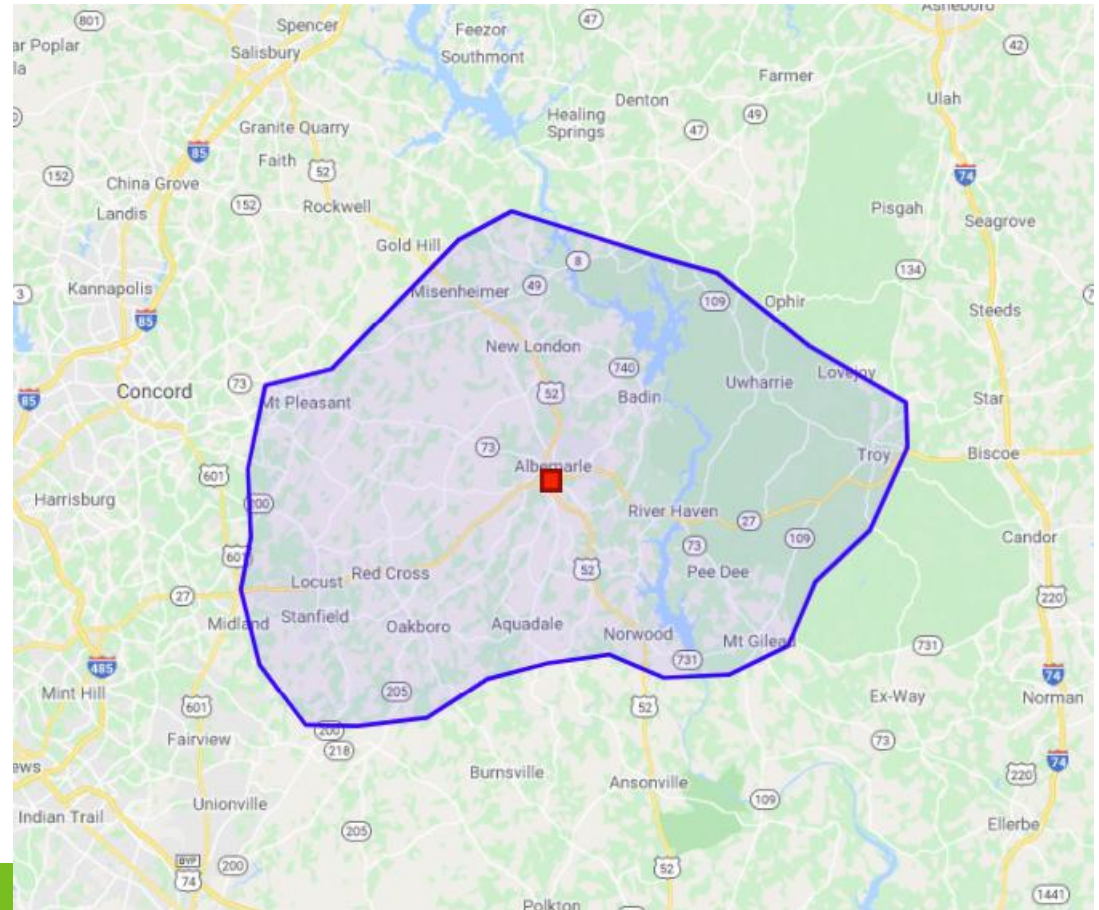 Asheboro
801
Spencer
Feezor
47
ar Poplar
la
Salisbury
Southmont
42
Farmer
Denton
Ulah
Healing
Springs
49
47
Granite Quarry
85
Faith
52
152
China Grove
74
Landis
152
Rockwell
Pisgah
Seagrove
Gold Hill
8
134
Kannapolis
3
Misenheimer
49
109
Ophir
Steeds
85
New London
740
Lovejoy
73
Concord
Uwharrie
85
Mt Pleasant
52
Badin
Star
73
Troy
Biscoe
Albemarle
601
Harrisburg
200
River Haven
27
109
Candor
601
73
Locust
Red Cross
52
Pee Dee
27
220
Midland
Stanfield
Oakboro
Aquadale
Norwood
Mt Gilead
731
731
485
74
Mint Hill
601
205
52
Ex-Way
Norman
Fairview
200
218
73
74
ews
Burnsville
Ansonville
220
Indian Trail
Unionville
109
205
Ellerbe
BYP
74
200
52
1441
Polkton